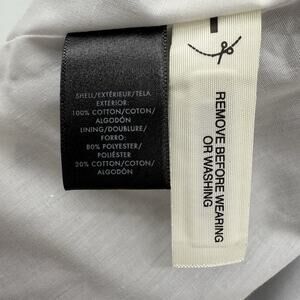 SHELL/EXTÉRIEUR/TELA
EXTERIOR:
100% COTTON/COTON/
ALGODÓN
LINING/DOUBLURE/
FORRO:
80% POLYESTER/
POLIÉSTER
20% COTTON/COTON/
ALGODÓN
REMOVE BEFORE WEARING
OR WASHING